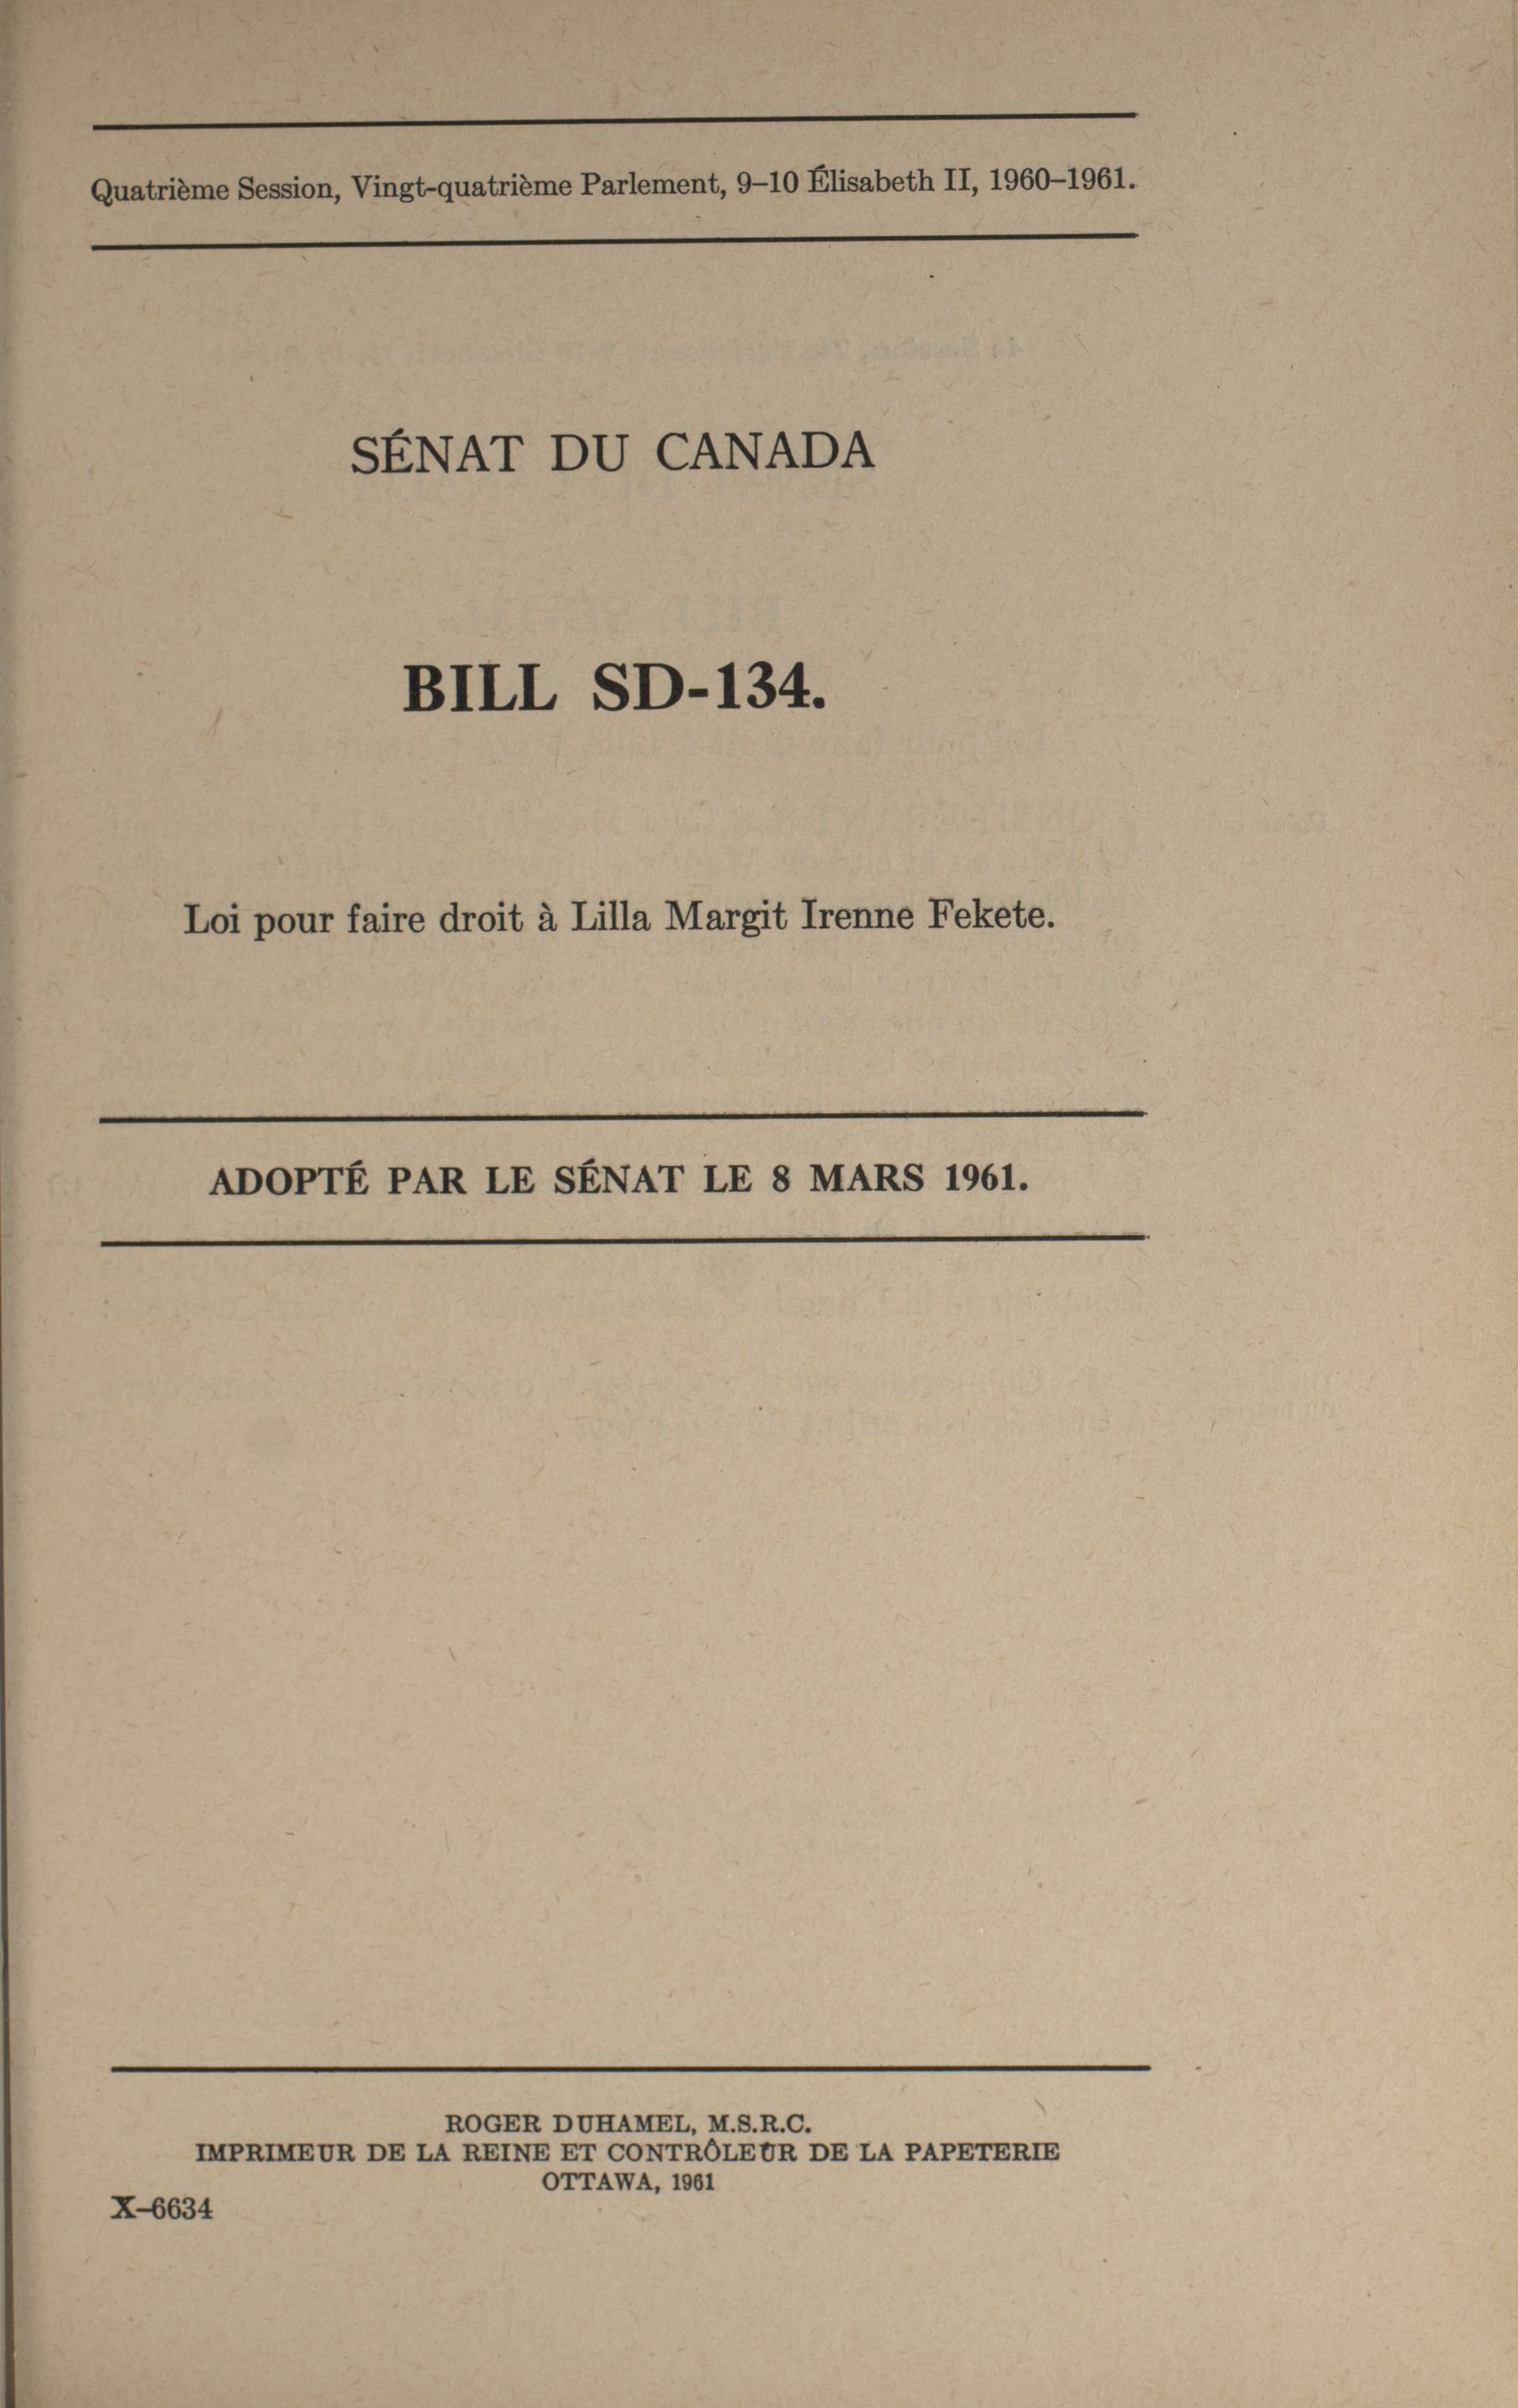 Quatrième Session, Vingt-quatrième Parlement, 9–10 Élisabeth II, 1960–1961.
SÉNAT DU CANADA
BILL SD-134.
Loi pour faire droit à Lilla Margit Irenne Fekete.
ADOPTÉ PAR LE SÉNAT LE 8 MARS 1961.
ROGER DUHAMEL, M.S.R.C.
IMPRIMEUR DE LA REINE ET CONTRÔLEUR DE LA PAPETERIE
OTTAWA, 1961
X–6634